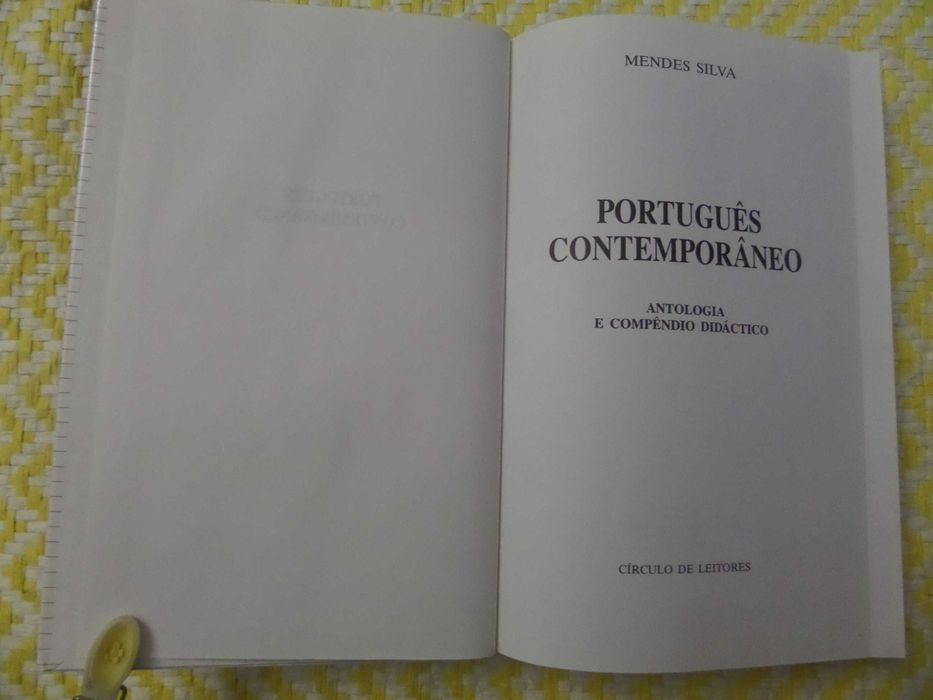 MENDES SILVA
PORTUGUÊS
CONTEMPORÂNEO
ANTOLOGIA
E COMPÊNDIO DIDÁCTICO
CÍRCULO DE LEITORES